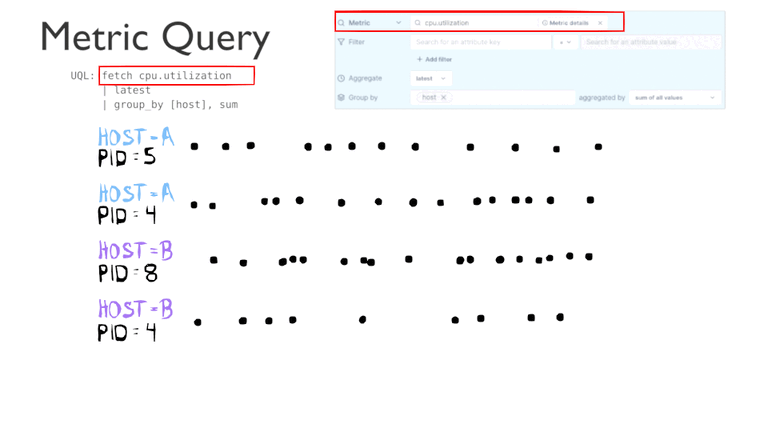 Metric Query
UQL: fetch cpu.utilization
| latest
| group_by [host], sum
Metric cpu.utilization Metric details ×
Filter Search for an attribute key Search for an attribute value
+ Add filter
Aggregate latest
Group by host × aggregated by sum of all values
HOST=A
PID=5
HOST=A
PID=4
HOST=B
PID=8
HOST=B
PID=4